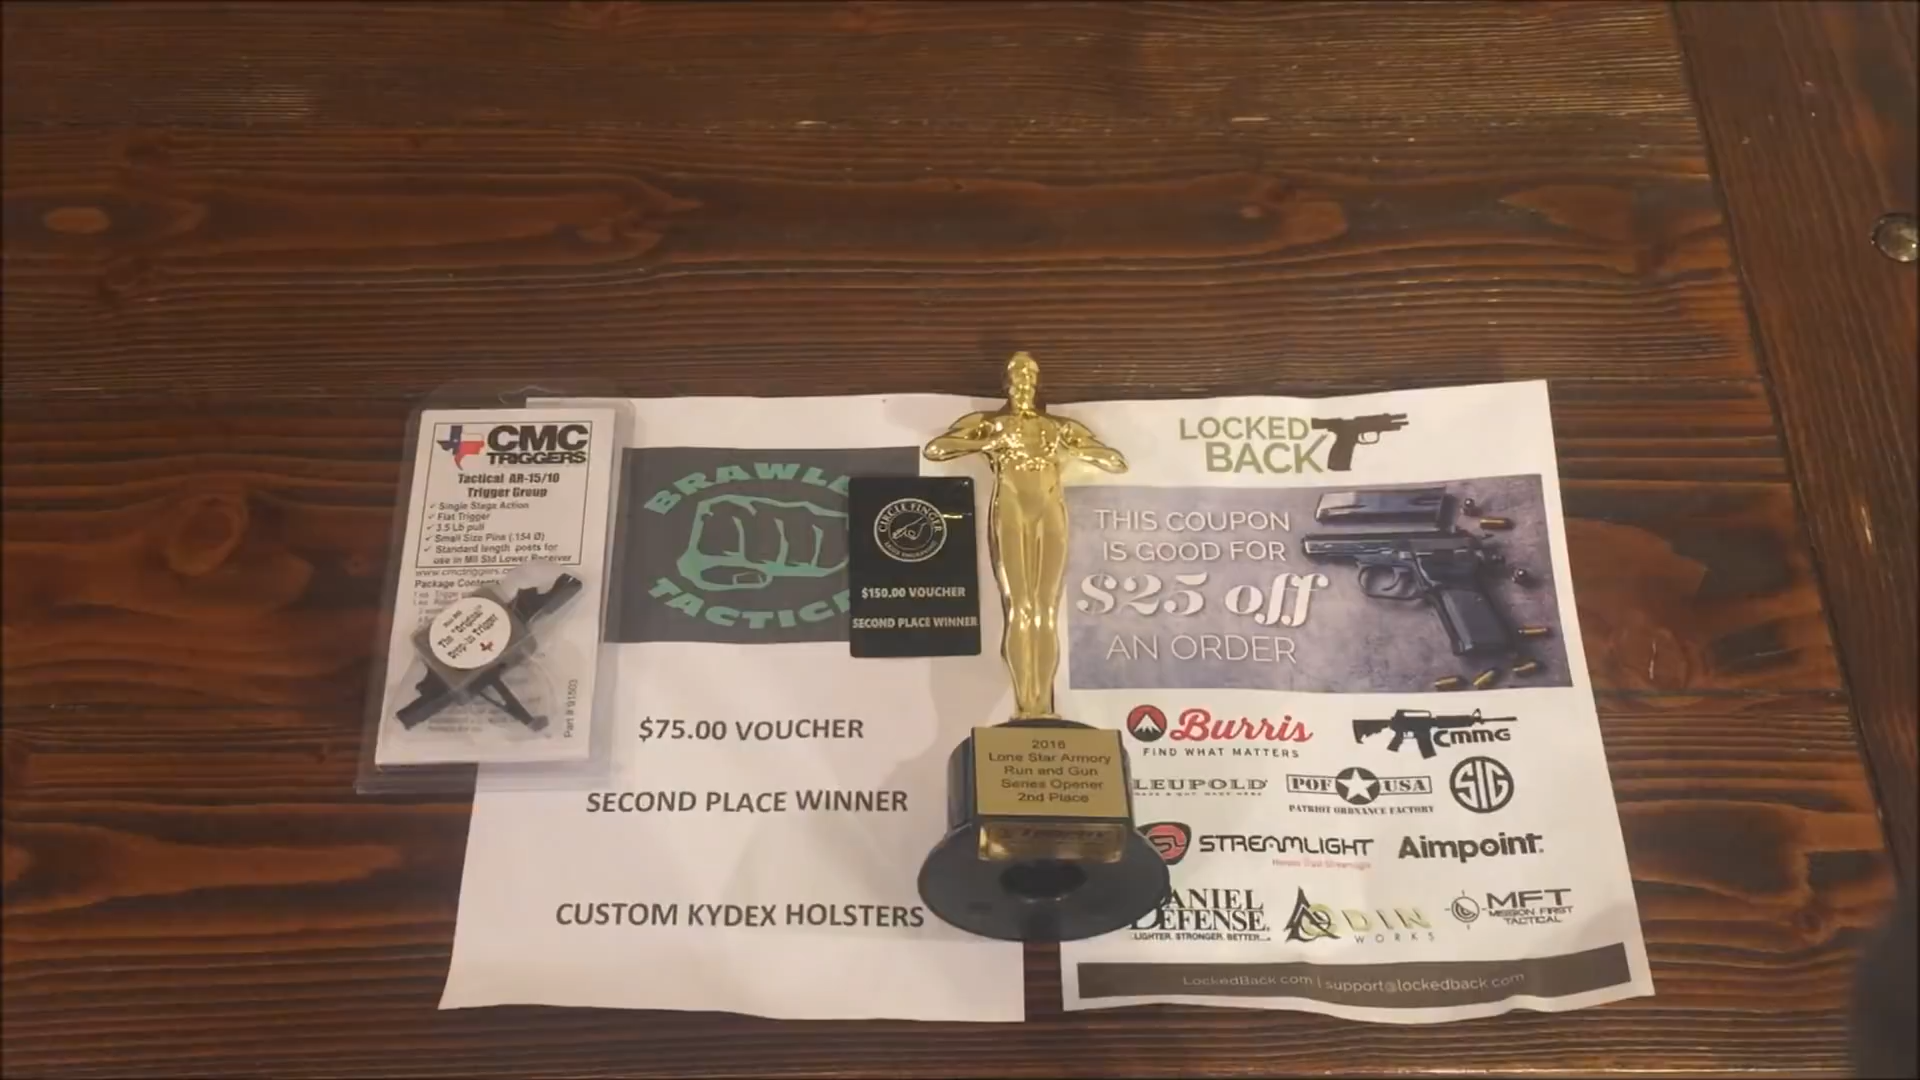 CMC
TRIGGERS
Tactical AR-15/10
Trigger Group
✓ Single Stage Action
✓ Flat Trigger
✓ 3.5 Lb pull
✓ Small Size Pins (.154 Ø)
✓ Standard length posts for
use in Mil Std Lower Receiver
www.cmctriggers.c
Package Contents:
The "Original"
Drop-In Trigger
Part # 91503
BRAWLE
TACTICA
$75.00 VOUCHER
SECOND PLACE WINNER
CUSTOM KYDEX HOLSTERS
CIRCLE FINGER
$150.00 VOUCHER
SECOND PLACE WINNER
2016
Lone Star Armory
Run and Gun
Series Opener
2nd Place
LOCKED
BACK
THIS COUPON
IS GOOD FOR
$25 off
AN ORDER
Burris
FIND WHAT MATTERS
CMMG
LEUPOLD
POF USA
PATRIOT ORDNANCE FACTORY
SIG
STREAMLIGHT
Aimpoint
DANIEL
DEFENSE.
LIGHTER. STRONGER. BETTER.
ODIN
WORKS
MFT
MISSION FIRST
TACTICAL
LockedBack.com | support@lockedback.com